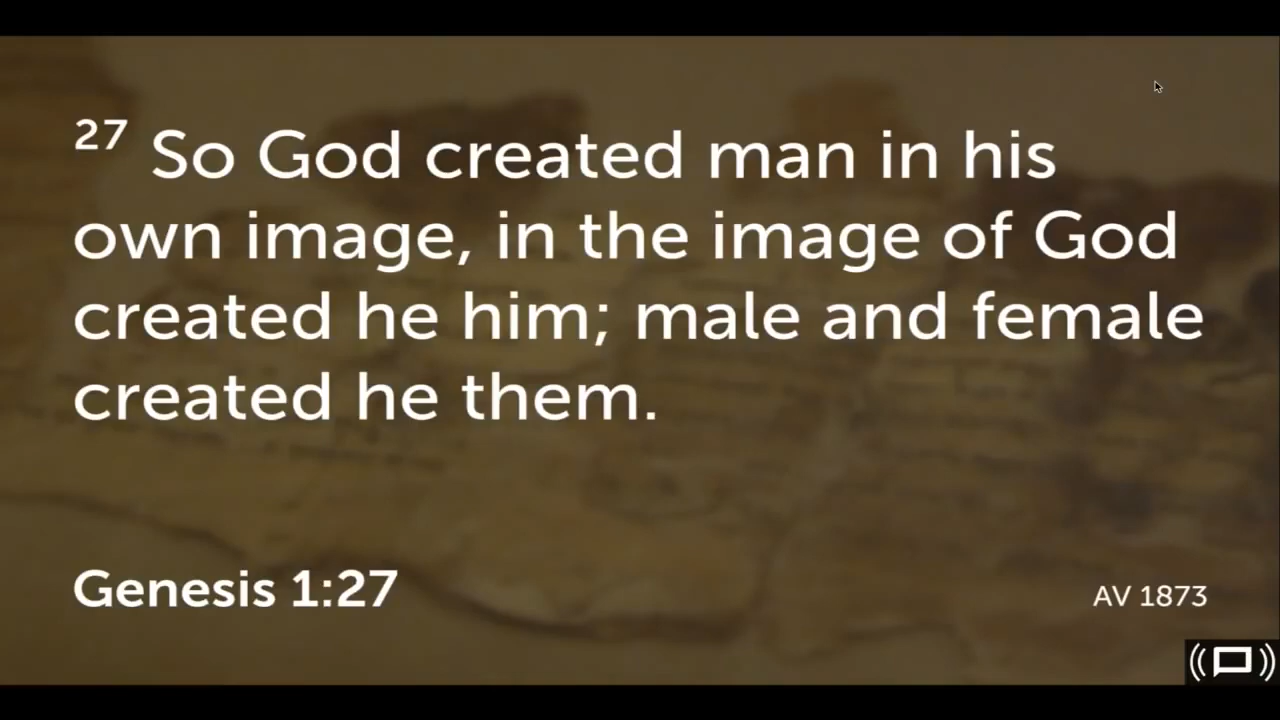 27 So God created man in his
own image, in the image of God
created he him; male and female
created he them.
Genesis 1:27
AV 1873